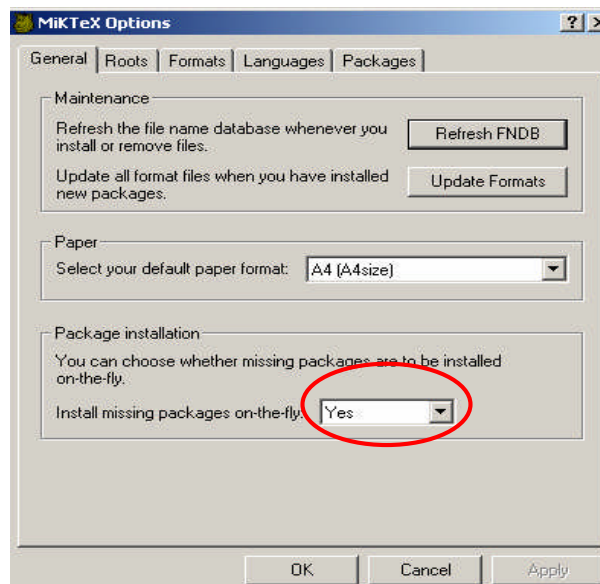 MiKTeX Options
General Roots Formats Languages Packages
Maintenance
Refresh the file name database whenever you
install or remove files.
Refresh FNDB
Update all format files when you have installed
new packages.
Update Formats
Paper
Select your default paper format: A4 (A4size)
Package installation
You can choose whether missing packages are to be installed
on-the-fly.
Install missing packages on-the-fly: Yes
OK Cancel Apply